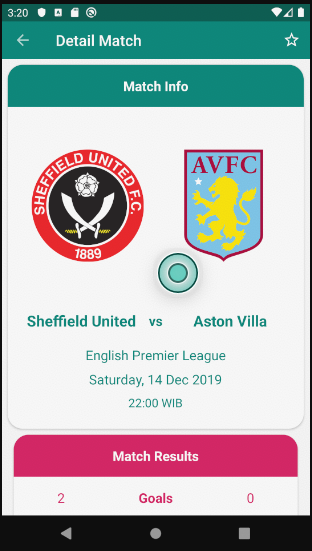 3:20
Detail Match
Match Info
SHEFFIELD UNITED F.C.
1889
AVFC
Sheffield United vs Aston Villa
English Premier League
Saturday, 14 Dec 2019
22:00 WIB
Match Results
2 Goals 0